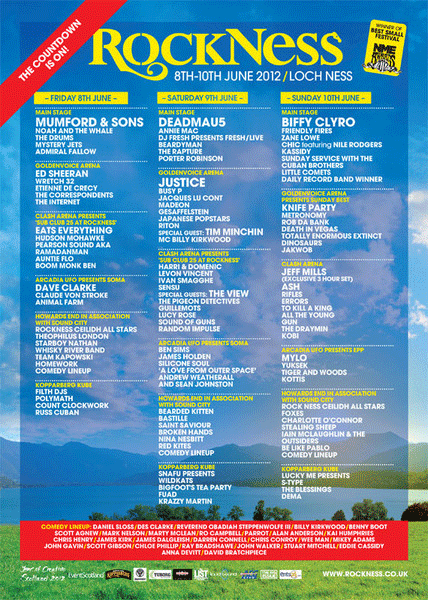 THE COUNTDOWN
IS ON!
ROCKNESS
8TH-10TH JUNE 2012 / LOCH NESS
WINNER OF
BEST SMALL
FESTIVAL
NME
AWARDS
– FRIDAY 8TH JUNE –
MAIN STAGE
MUMFORD & SONS
NOAH AND THE WHALE
THE DRUMS
MYSTERY JETS
ADMIRAL FALLOW
GOLDENVOICE ARENA
ED SHEERAN
WRETCH 32
ETIENNE DE CRECY
THE CORRESPONDENTS
THE INTERNET
CLASH ARENA PRESENTS
'SUB CLUB 25 AT ROCKNESS'
EATS EVERYTHING
HUDSON MOHAWKE
PEARSON SOUND AKA
RAMADANMAN
AUNTIE FLO
BOOM MONK BEN
ARCADIA UFO PRESENTS SOMA
DAVE CLARKE
CLAUDE VON STROKE
ANIMAL FARM
HOWARDS END IN ASSOCIATION
WITH SOUND CITY
ROCKNESS CEILIDH ALL STARS
THEOPHILUS LONDON
STARBOY NATHAN
WHISKY RIVER BAND
TEAM KAPOWSKI
HOMEWORK
COMEDY LINEUP
KOPPARBERG KUBE
FILTH DJS
POLYMATH
COUNT CLOCKWORK
RUSS CUBAN
– SATURDAY 9TH JUNE –
MAIN STAGE
DEADMAU5
ANNIE MAC
DJ FRESH PRESENTS FRESH/LIVE
BEARDYMAN
THE RAPTURE
PORTER ROBINSON
GOLDENVOICE ARENA
JUSTICE
BUSY P
JACQUES LU CONT
MADEON
GESAFFELSTEIN
JAPANESE POPSTARS
RITON
SPECIAL GUEST: TIM MINCHIN
MC BILLY KIRKWOOD
CLASH ARENA PRESENTS
'SUB CLUB 25 AT ROCKNESS'
HARRI & DOMENIC
LEVON VINCENT
IVAN SMAGGHE
SENSU
SPECIAL GUESTS: THE VIEW
THE PIGEON DETECTIVES
GUILLEMOTS
LUCY ROSE
SOUND OF GUNS
RANDOM IMPULSE
ARCADIA UFO PRESENTS SOMA
BEN SIMS
JAMES HOLDEN
SILICONE SOUL
'A LOVE FROM OUTER SPACE'
ANDREW WEATHERALL
AND SEAN JOHNSTON
HOWARDS END IN ASSOCIATION
WITH SOUND CITY
BEARDED KITTEN
BASTILLE
SAINT SAVIOUR
BROKEN HANDS
NINA NESBITT
RED KITES
COMEDY LINEUP
KOPPARBERG KUBE
SNAFU PRESENTS
WILDKATS
BIGFOOT'S TEA PARTY
FUAD
KRAZZY MARTIN
– SUNDAY 10TH JUNE –
MAIN STAGE
BIFFY CLYRO
FRIENDLY FIRES
ZANE LOWE
CHIC featuring NILE RODGERS
KASSIDY
SUNDAY SERVICE WITH THE
CUBAN BROTHERS
LITTLE COMETS
DAILY RECORD BAND WINNER
GOLDENVOICE ARENA
PRESENTS SUNDAY BEST
KNIFE PARTY
METRONOMY
ROB DA BANK
DEATH IN VEGAS
TOTALLY ENORMOUS EXTINCT
DINOSAURS
JAKWOB
CLASH ARENA
JEFF MILLS
(EXCLUSIVE 3 HOUR SET)
ASH
RIFLES
ERRORS
TO KILL A KING
ALL THE YOUNG
GUN
THE DRAYMIN
KOBI
ARCADIA UFO PRESENTS EPP
MYLO
YUKSEK
TIGER AND WOODS
KOTTIS
HOWARDS END IN ASSOCIATION
WITH SOUND CITY
ROCK NESS CEILIDH ALL STARS
FOXES
CHARLOTTE O'CONNOR
STEALING SHEEP
IAIN MCLAUGHLIN & THE
OUTSIDERS
BE LIKE PABLO
COMEDY LINEUP
KOPPARBERG KUBE
LUCKY ME PRESENTS
S-TYPE
THE BLESSINGS
DEMA
COMEDY LINEUP: DANIEL SLOSS / DES CLARKE / REVEREND OBADIAH STEPPENWOLFE III / BILLY KIRKWOOD / BENNY BOOT
SCOTT AGNEW / MARK NELSON / MARTY MCLEAN / RO CAMPBELL / PARROT / ALAN ANDERSON / KAI HUMPHRIES
CHRIS HENRY / JAMES KIRK / JAMES DALGLEISH / DARREN CONNELL / CHRIS CONROY / WEE MAN / MIKEY ADAMS
JOHN GAVIN / SCOTT GIBSON / CHLOE PHILLIP / RAY BRADSHAW / JOHN WALKER / STUART MITCHELL / EDDIE CASSIDY
ANNA DEVITT / DAVID BRATCHPIECE
Year of Creative
Scotland 2012
EventScotland
THE LIST
WWW.ROCKNESS.CO.UK